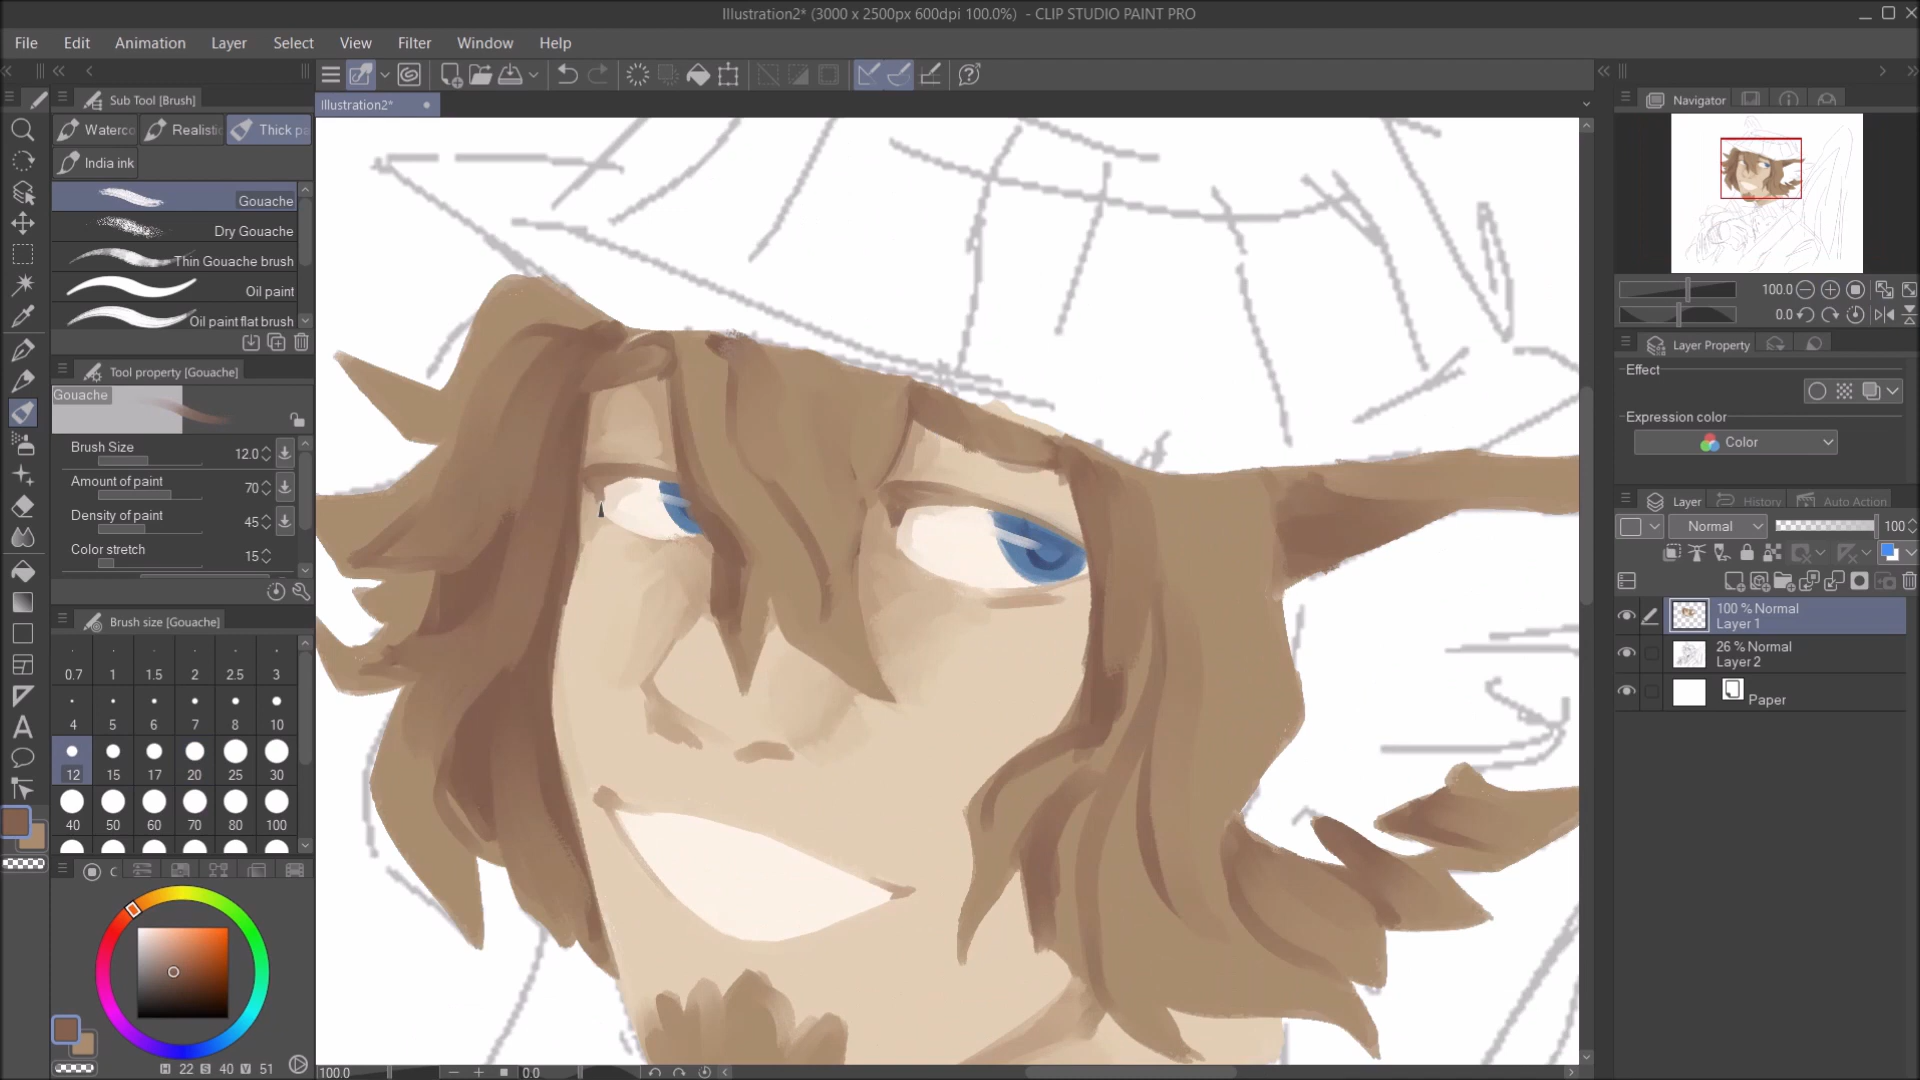 Illustration2* (3000 x 2500px 600dpi 100.0%) - CLIP STUDIO PAINT PRO
File Edit Animation Layer Select View Filter Window Help
Sub Tool [Brush]
Illustration2*
Navigator
Waterco Realistic Thick pa
India ink
Gouache
Dry Gouache
Thin Gouache brush
Oil paint
Oil paint flat brush
100.0
0.0
Tool property [Gouache]
Gouache
Brush Size 12.0
Amount of paint 70
Density of paint 45
Color stretch 15
Layer Property
Effect
Expression color
Color
Layer History Auto Action
Normal 100
100 % Normal
Layer 1
26 % Normal
Layer 2
Paper
Brush size [Gouache]
0.7 1 1.5 2 2.5 3
4 5 6 7 8 10
12 15 17 20 25 30
40 50 60 70 80 100
C
H 22 S 40 V 51
100.0 0.0